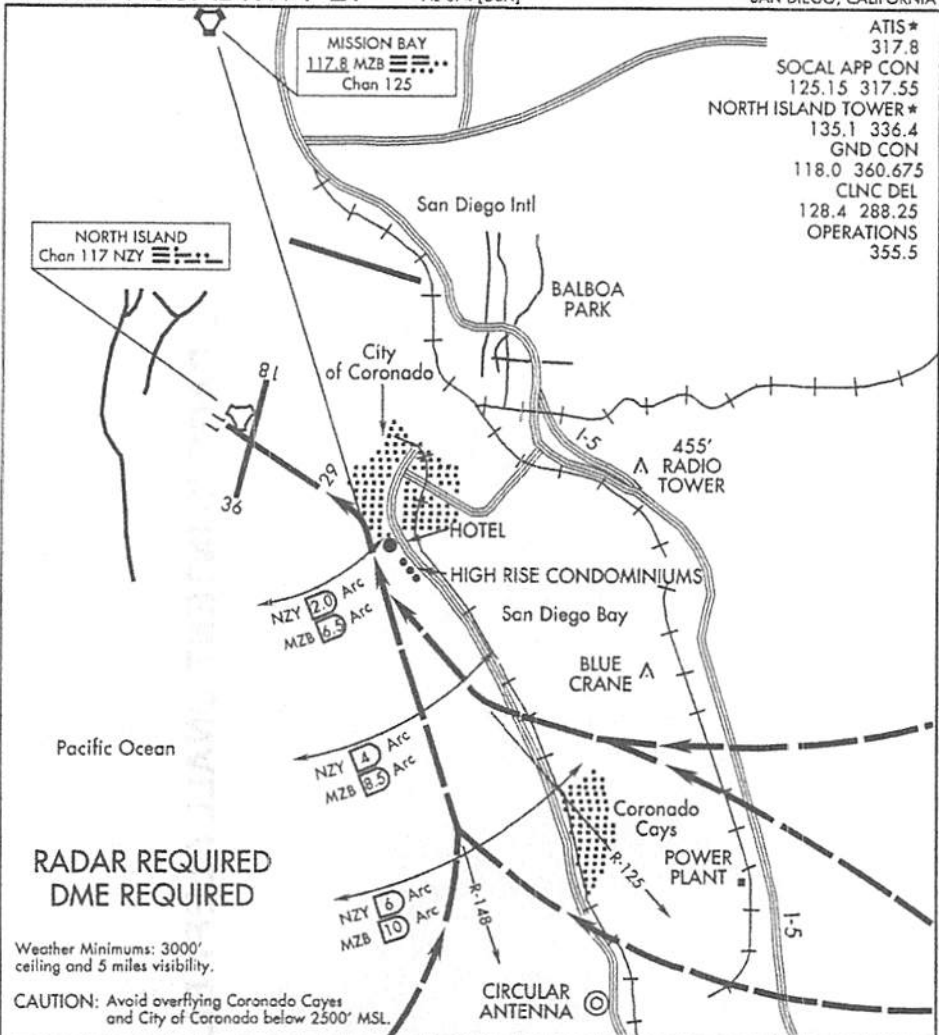 SAN DIEGO, CALIFORNIA
ATIS★
317.8
SOCAL APP CON
125.15 317.55
NORTH ISLAND TOWER★
135.1 336.4
GND CON
118.0 360.675
CLNC DEL
128.4 288.25
OPERATIONS
355.5
MISSION BAY
117.8 MZB
Chan 125
San Diego Intl
NORTH ISLAND
Chan 117 NZY
BALBOA
PARK
City
of Coronado
18
11
29
36
I-5
455'
RADIO
TOWER
HOTEL
HIGH RISE CONDOMINIUMS
NZY 2.0 Arc
MZB 6.5 Arc
San Diego Bay
BLUE
CRANE
Pacific Ocean
NZY 4 Arc
MZB 8.5 Arc
Coronado
Cays
R-125
POWER
PLANT
I-5
RADAR REQUIRED
DME REQUIRED
NZY 6 Arc
MZB 10 Arc
R-148
Weather Minimums: 3000'
ceiling and 5 miles visibility.
CIRCULAR
ANTENNA
CAUTION: Avoid overflying Coronado Cayes
and City of Coronado below 2500' MSL.